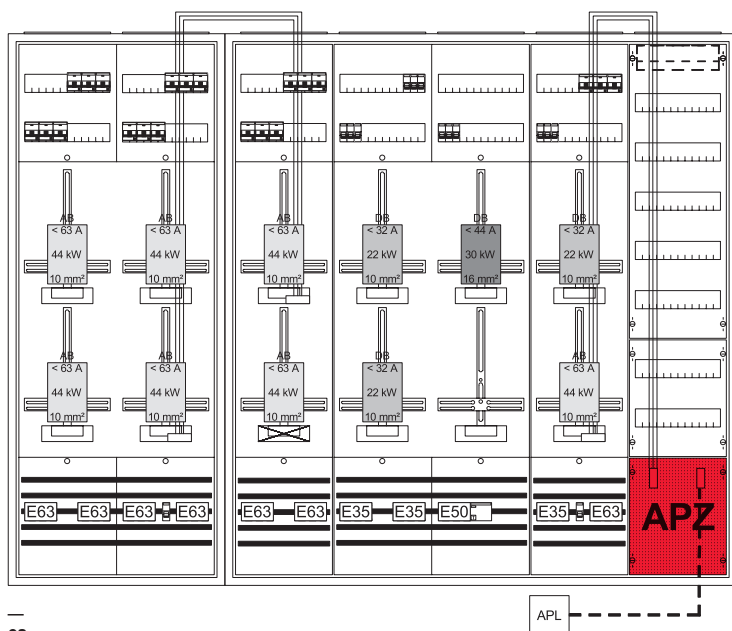 AB
< 63 A
44 kW
10 mm²
AB
< 63 A
44 kW
10 mm²
AB
< 63 A
44 kW
10 mm²
DB
< 32 A
22 kW
10 mm²
DB
< 44 A
30 kW
16 mm²
DB
< 32 A
22 kW
10 mm²
AB
< 63 A
44 kW
10 mm²
AB
< 63 A
44 kW
10 mm²
AB
< 63 A
44 kW
10 mm²
DB
< 32 A
22 kW
10 mm²
AB
< 63 A
44 kW
10 mm²
E63 E63 E63 E63 E63 E63 E35 E35 E50 E35 E63
APZ
APL